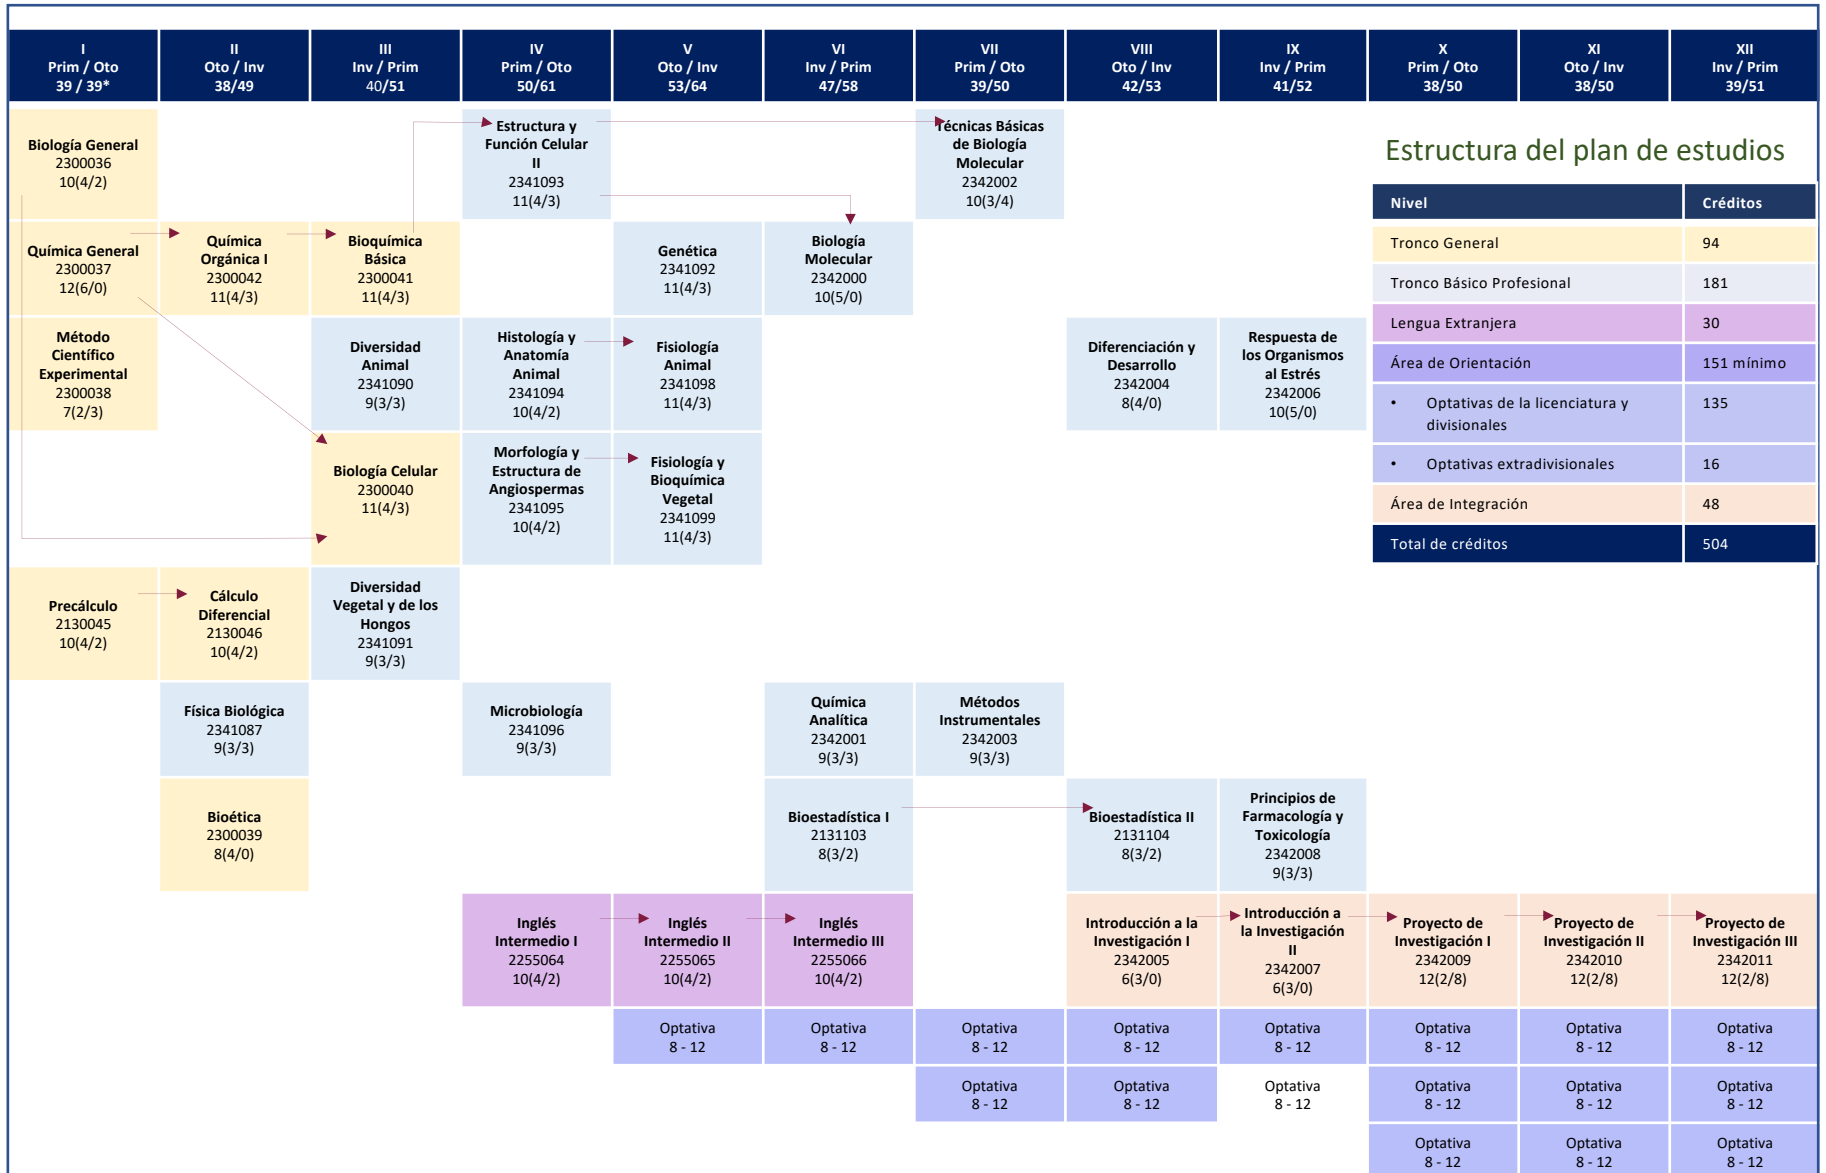 I
Prim / Oto
39 / 39*
II
Oto / Inv
38/49
III
Inv / Prim
40/51
IV
Prim / Oto
50/61
V
Oto / Inv
53/64
VI
Inv / Prim
47/58
VII
Prim / Oto
39/50
VIII
Oto / Inv
42/53
IX
Inv / Prim
41/52
X
Prim / Oto
38/50
XI
Oto / Inv
38/50
XII
Inv / Prim
39/51
Biología General
2300036
10(4/2)
Estructura y
Función Celular
II
2341093
11(4/3)
Técnicas Básicas
de Biología
Molecular
2342002
10(3/4)
Química General
2300037
12(6/0)
Química
Orgánica I
2300042
11(4/3)
Bioquímica
Básica
2300041
11(4/3)
Genética
2341092
11(4/3)
Biología
Molecular
2342000
10(5/0)
Método
Científico
Experimental
2300038
7(2/3)
Diversidad
Animal
2341090
9(3/3)
Histología y
Anatomía
Animal
2341094
10(4/2)
Fisiología
Animal
2341098
11(4/3)
Diferenciación y
Desarrollo
2342004
8(4/0)
Respuesta de
los Organismos
al Estrés
2342006
10(5/0)
Biología Celular
2300040
11(4/3)
Morfología y
Estructura de
Angiospermas
2341095
10(4/2)
Fisiología y
Bioquímica
Vegetal
2341099
11(4/3)
Precálculo
2130045
10(4/2)
Cálculo
Diferencial
2130046
10(4/2)
Diversidad
Vegetal y de los
Hongos
2341091
9(3/3)
Física Biológica
2341087
9(3/3)
Microbiología
2341096
9(3/3)
Química
Analítica
2342001
9(3/3)
Métodos
Instrumentales
2342003
9(3/3)
Bioética
2300039
8(4/0)
Bioestadística I
2131103
8(3/2)
Bioestadística II
2131104
8(3/2)
Principios de
Farmacología y
Toxicología
2342008
9(3/3)
Inglés
Intermedio I
2255064
10(4/2)
Inglés
Intermedio II
2255065
10(4/2)
Inglés
Intermedio III
2255066
10(4/2)
Introducción a la
Investigación I
2342005
6(3/0)
Introducción a
la Investigación
II
2342007
6(3/0)
Proyecto de
Investigación I
2342009
12(2/8)
Proyecto de
Investigación II
2342010
12(2/8)
Proyecto de
Investigación III
2342011
12(2/8)
Optativa
8 - 12
Optativa
8 - 12
Optativa
8 - 12
Optativa
8 - 12
Optativa
8 - 12
Optativa
8 - 12
Optativa
8 - 12
Optativa
8 - 12
Optativa
8 - 12
Optativa
8 - 12
Optativa
8 - 12
Optativa
8 - 12
Optativa
8 - 12
Optativa
8 - 12
Optativa
8 - 12
Optativa
8 - 12
Optativa
8 - 12
Estructura del plan de estudios
Nivel Créditos
Tronco General 94
Tronco Básico Profesional 181
Lengua Extranjera 30
Área de Orientación 151 mínimo
• Optativas de la licenciatura y 135
divisionales
• Optativas extradivisionales 16
Área de Integración 48
Total de créditos 504